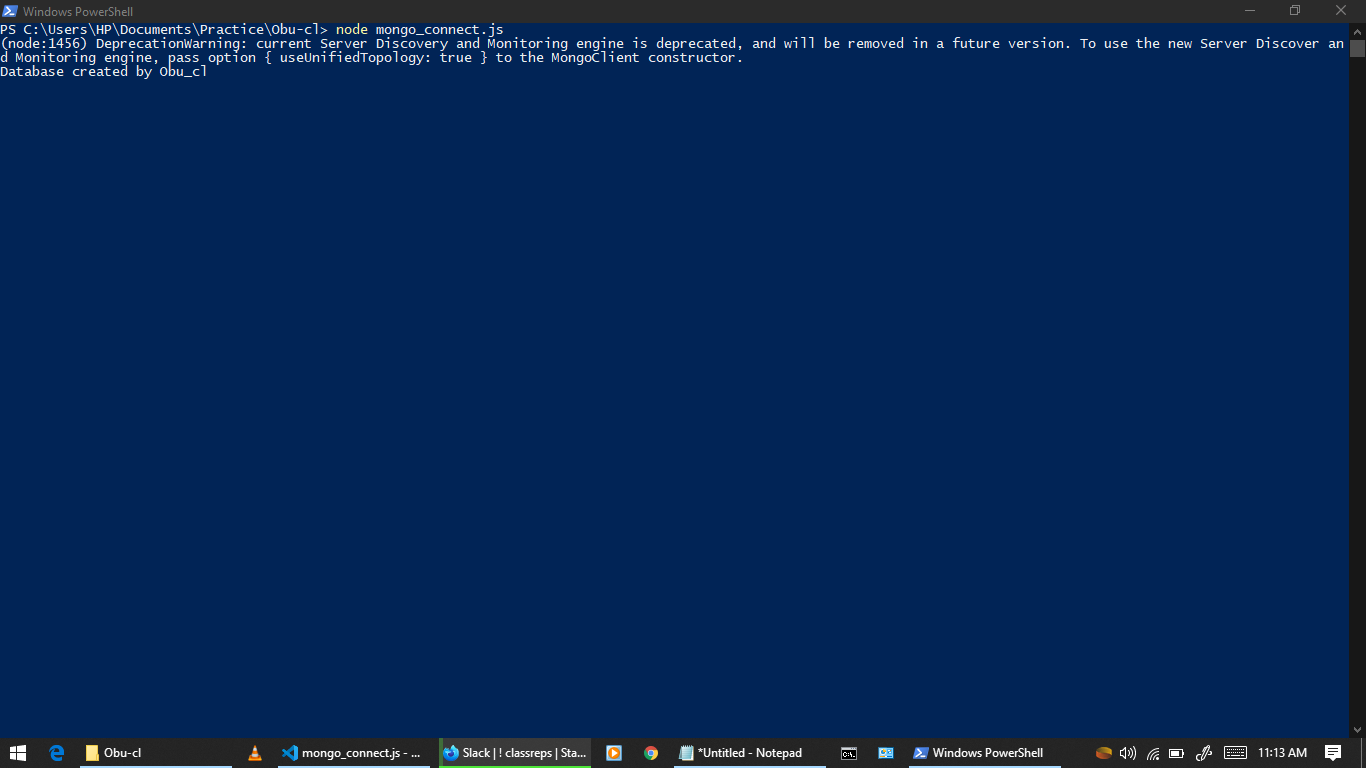 Windows PowerShell
PS C:\Users\HP\Documents\Practice\Obu-cl> node mongo_connect.js
(node:1456) DeprecationWarning: current Server Discovery and Monitoring engine is deprecated, and will be removed in a future version. To use the new Server Discover an
d Monitoring engine, pass option { useUnifiedTopology: true } to the MongoClient constructor.
Database created by Obu_cl
Obu-cl
mongo_connect.js - ...
Slack | ! classreps | Sta...
*Untitled - Notepad
Windows PowerShell
11:13 AM